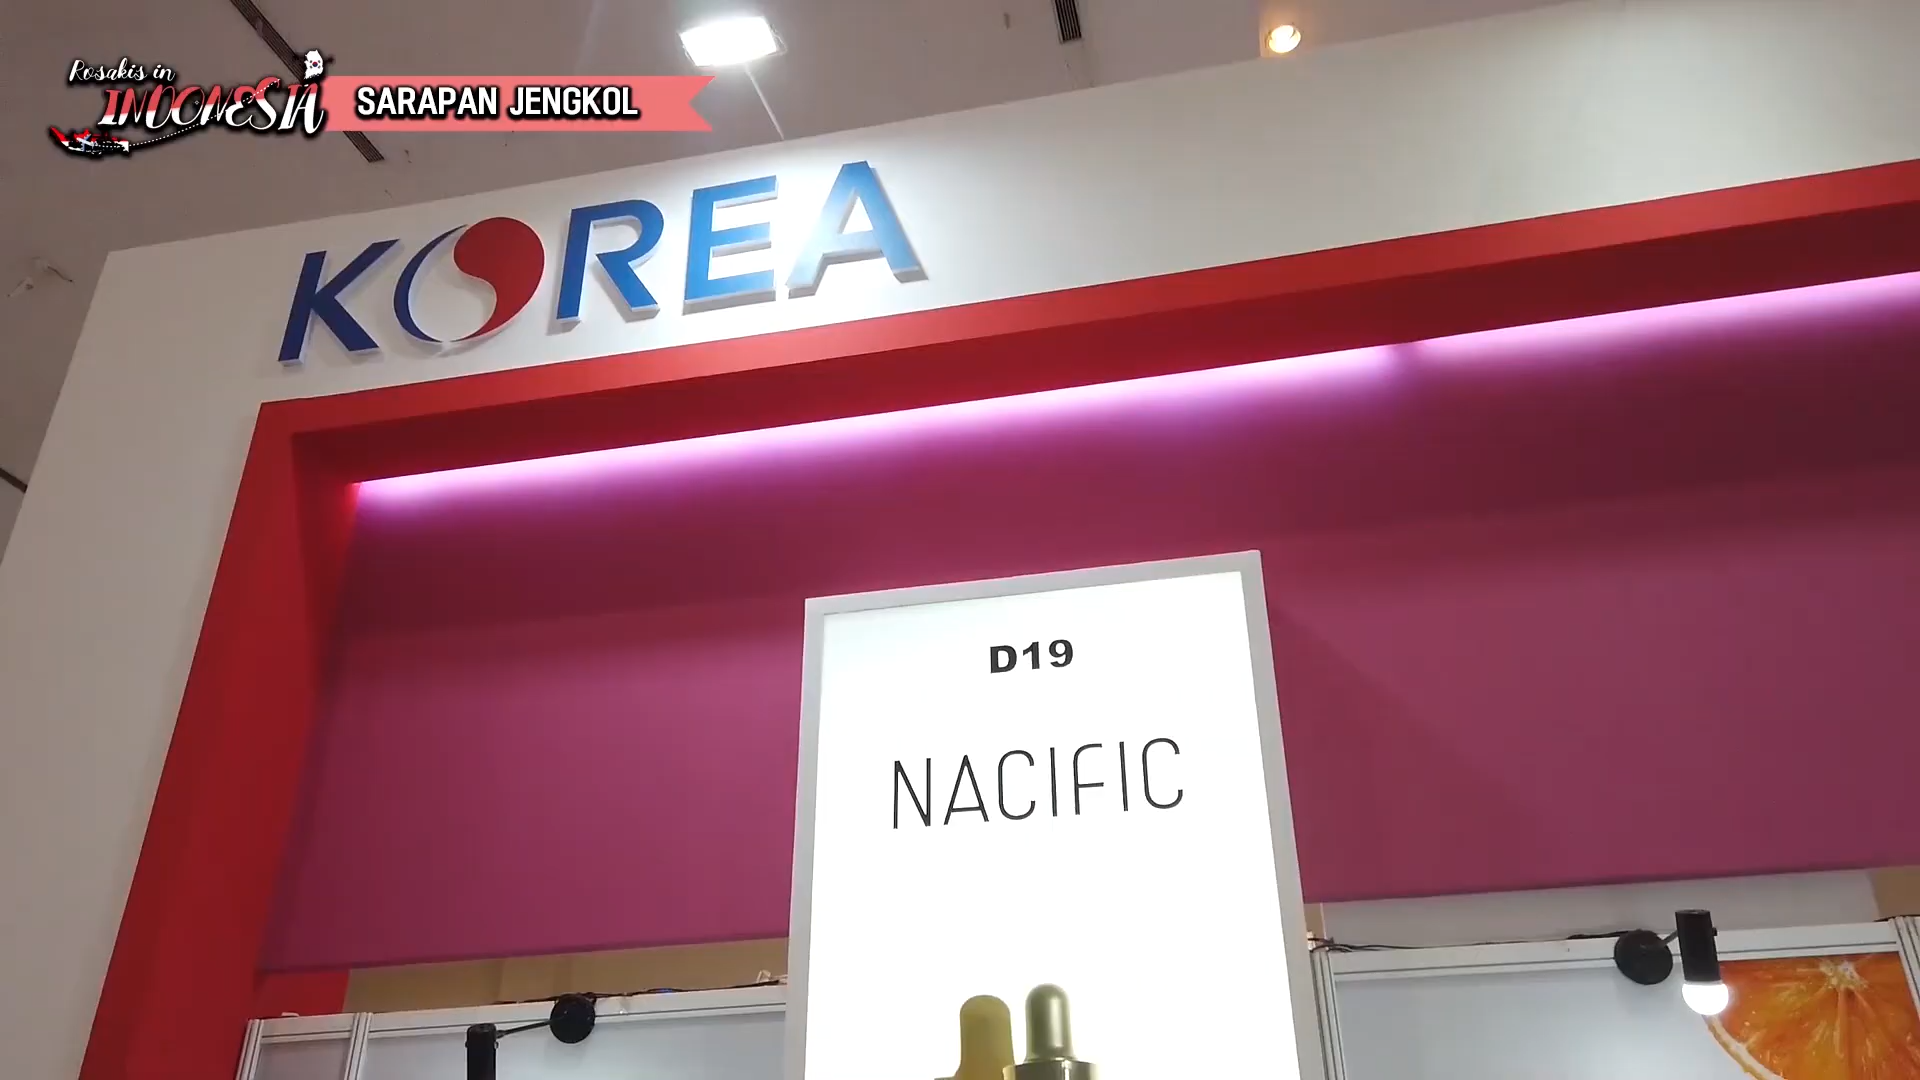 Rosakis in
INDONESIA
SARAPAN JENGKOL
KOREA
D19
NACIFIC